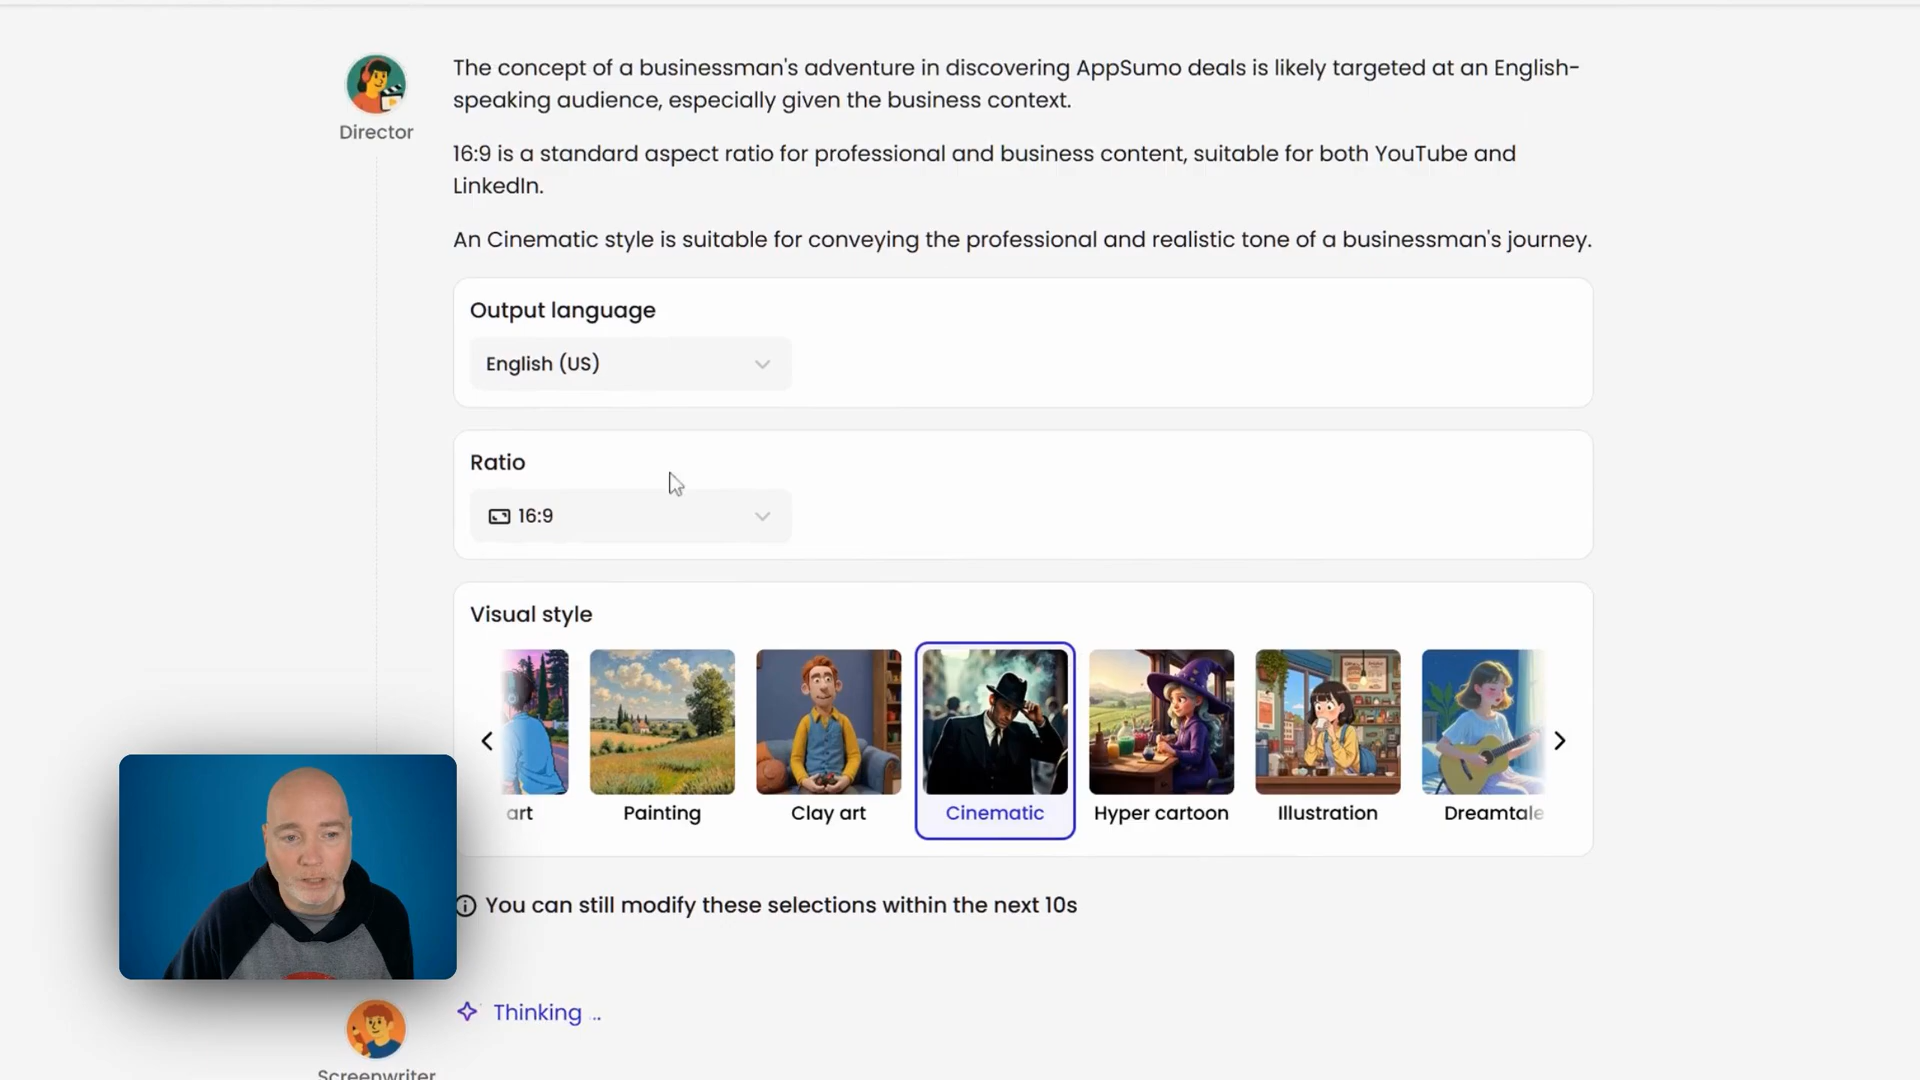 The concept of a businessman's adventure in discovering AppSumo deals is likely targeted at an English-
speaking audience, especially given the business context.
Director
16:9 is a standard aspect ratio for professional and business content, suitable for both YouTube and
LinkedIn.
An Cinematic style is suitable for conveying the professional and realistic tone of a businessman's journey.
Output language
English (US)
Ratio
16:9
Visual style
art
Painting
Clay art
Cinematic
Hyper cartoon
Illustration
Dreamtale
You can still modify these selections within the next 10s
Thinking ..
Screenwriter